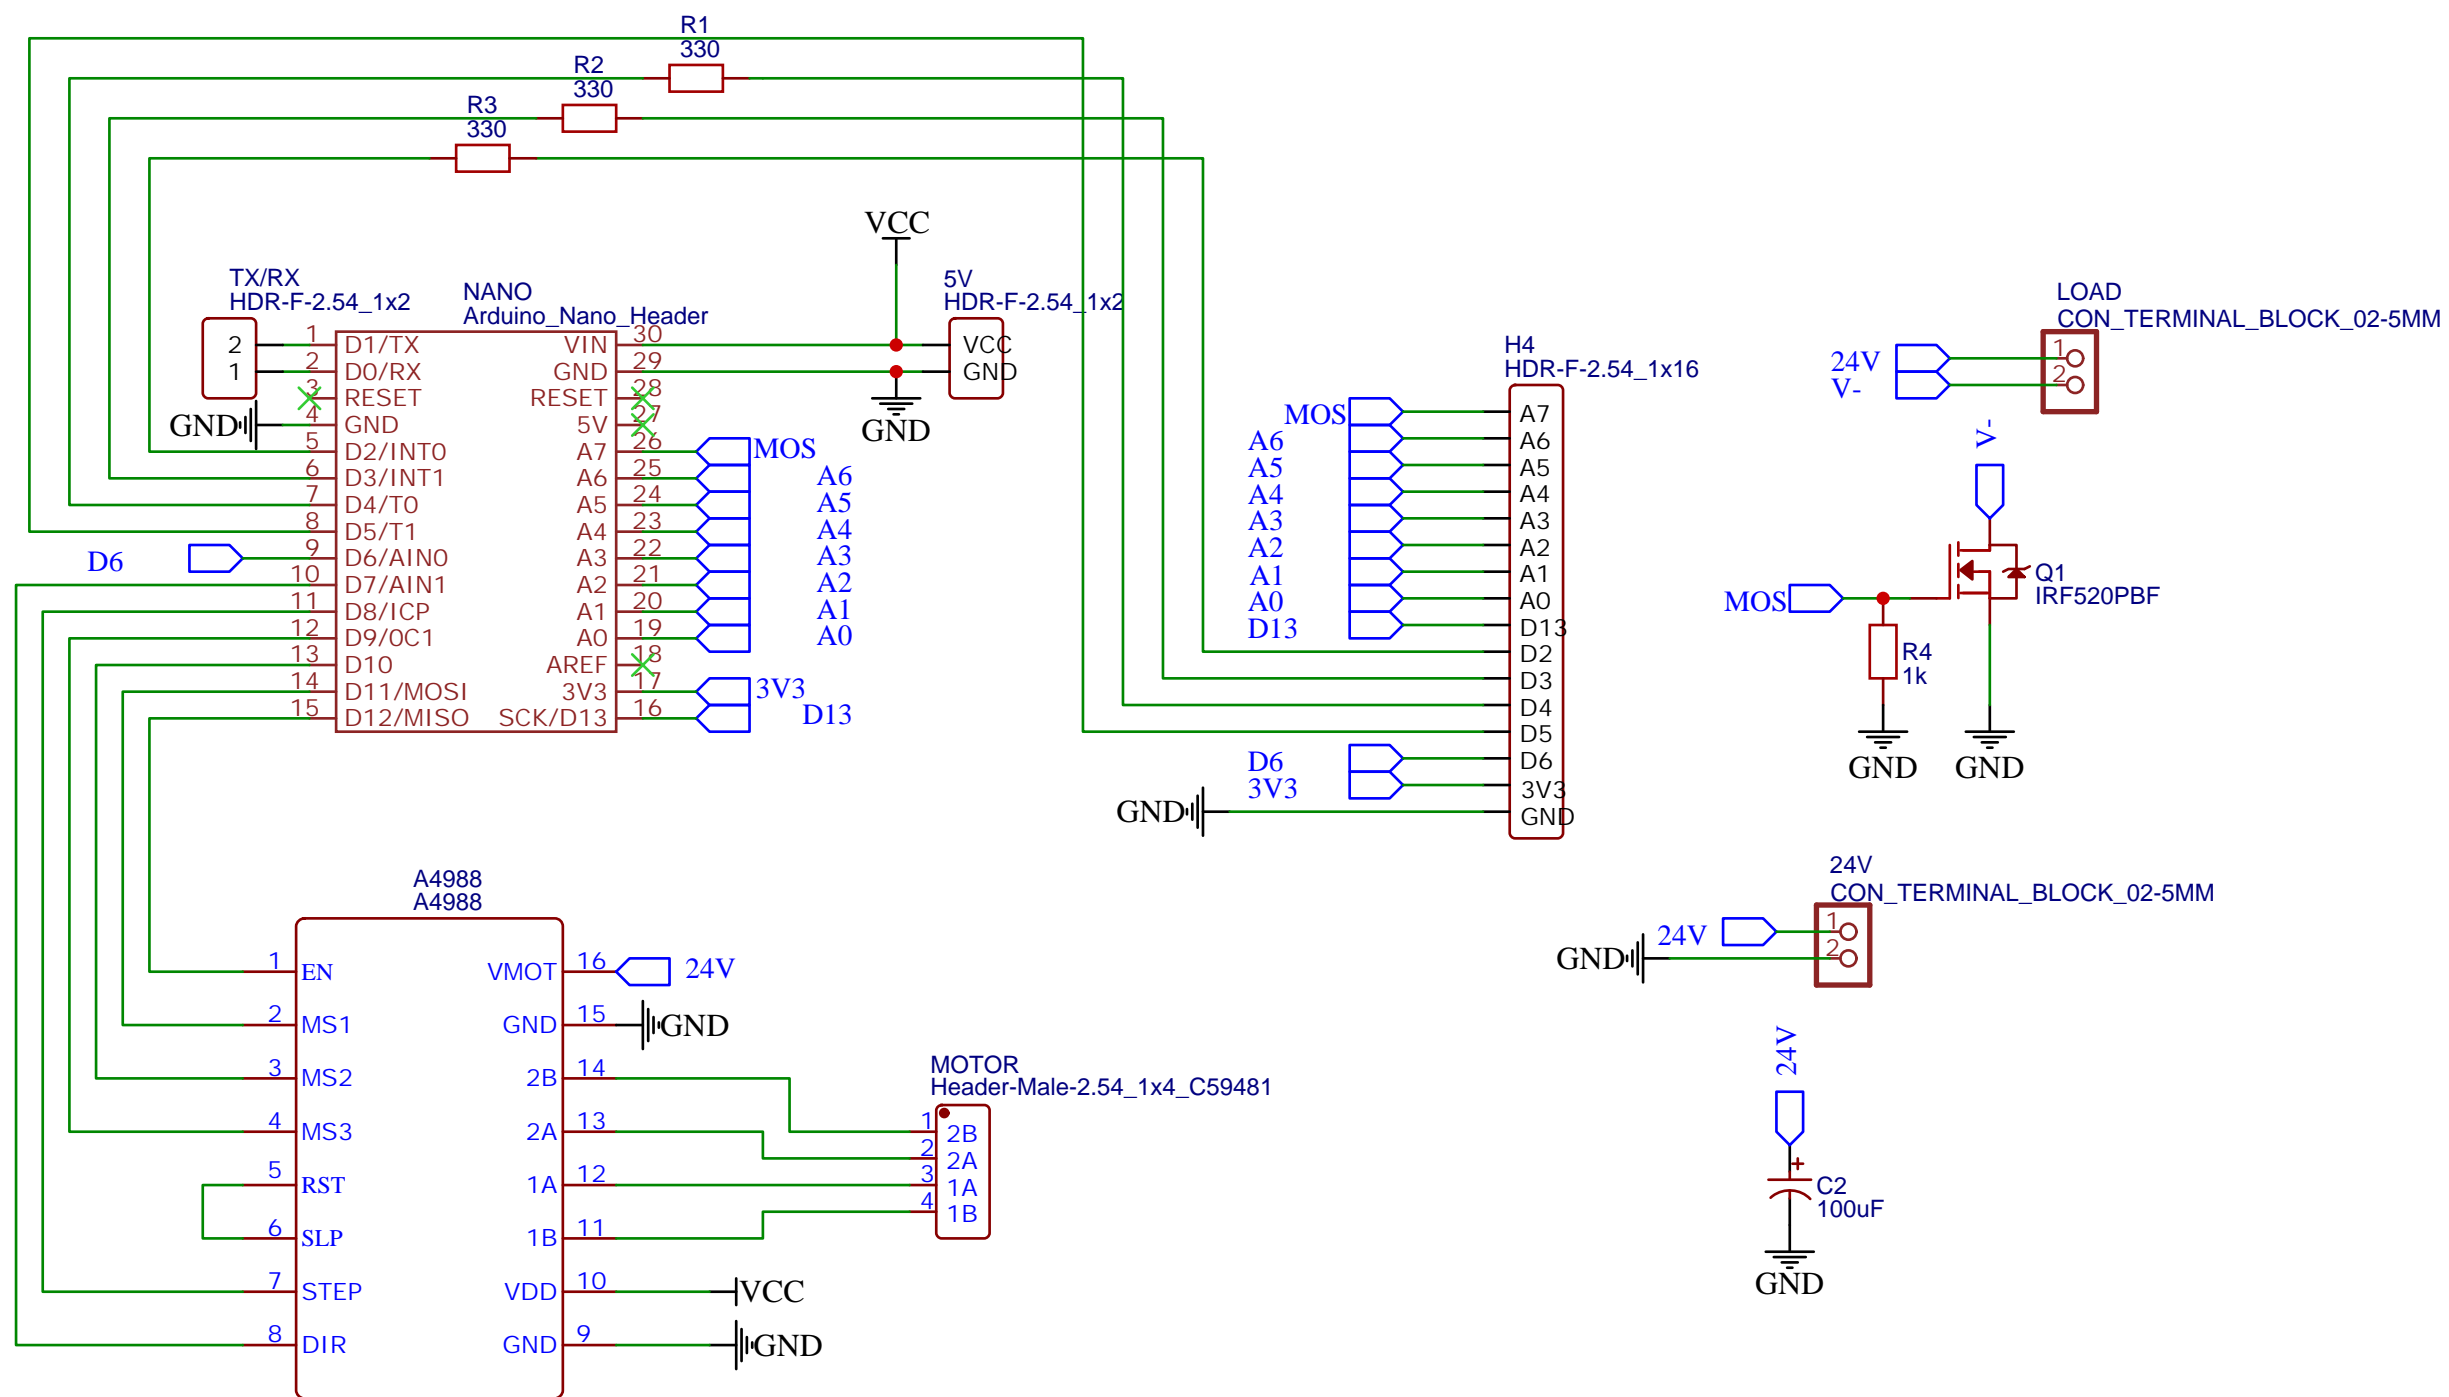 R1
330
R2
330
R3
330
VCC
TX/RX
HDR-F-2.54_1x2
2
1
NANO
Arduino_Nano_Header
1 D1/TX VIN 30
2 D0/RX GND 29
3 RESET RESET 28
4 GND 5V 27
5 D2/INT0 A7 26
6 D3/INT1 A6 25
7 D4/T0 A5 24
8 D5/T1 A4 23
9 D6/AIN0 A3 22
10 D7/AIN1 A2 21
11 D8/ICP A1 20
12 D9/OC1 A0 19
13 D10 AREF 18
14 D11/MOSI 3V3 17
15 D12/MISO SCK/D13 16
GND
D6
MOS
A6
A5
A4
A3
A2
A1
A0
3V3
D13
5V
HDR-F-2.54_1x2
VCC
GND
GND
H4
HDR-F-2.54_1x16
MOS A7
A6 A6
A5 A5
A4 A4
A3 A3
A2 A2
A1 A1
A0 A0
D13 D13
D2
D3
D4
D5
D6 D6
3V3 3V3
GND GND
LOAD
CON_TERMINAL_BLOCK_02-5MM
24V 1
V- 2
V-
Q1
IRF520PBF
MOS
R4
1k
GND GND
24V
CON_TERMINAL_BLOCK_02-5MM
24V 1
GND 2
24V
+
C2
100uF
GND
A4988
A4988
1 EN VMOT 16 24V
2 MS1 GND 15 GND
3 MS2 2B 14
4 MS3 2A 13
5 RST 1A 12
6 SLP 1B 11
7 STEP VDD 10 VCC
8 DIR GND 9 GND
MOTOR
Header-Male-2.54_1x4_C59481
1 2B
2 2A
3 1A
4 1B